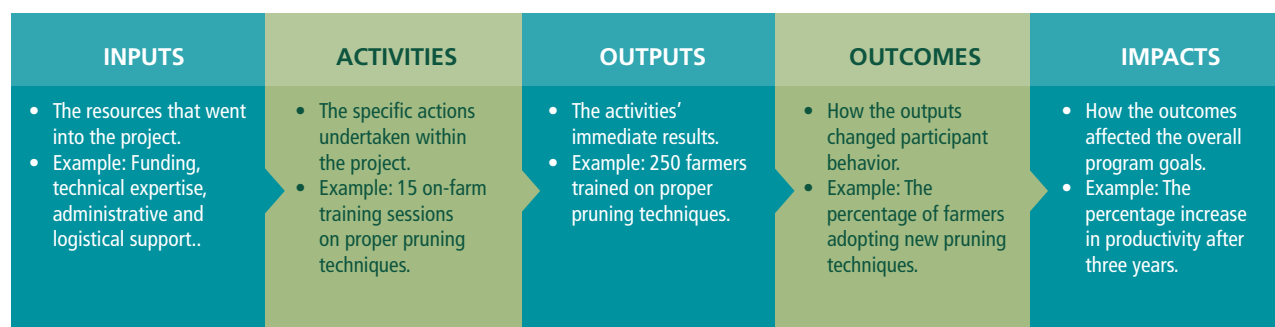 INPUTS
• The resources that went
into the project.
• Example: Funding,
technical expertise,
administrative and
logistical support..
ACTIVITIES
• The specific actions
undertaken within
the project.
• Example: 15 on-farm
training sessions
on proper pruning
techniques.
OUTPUTS
• The activities’
immediate results.
• Example: 250 farmers
trained on proper
pruning techniques.
OUTCOMES
• How the outputs
changed participant
behavior.
• Example: The
percentage of farmers
adopting new pruning
techniques.
IMPACTS
• How the outcomes
affected the overall
program goals.
• Example: The
percentage increase
in productivity after
three years.